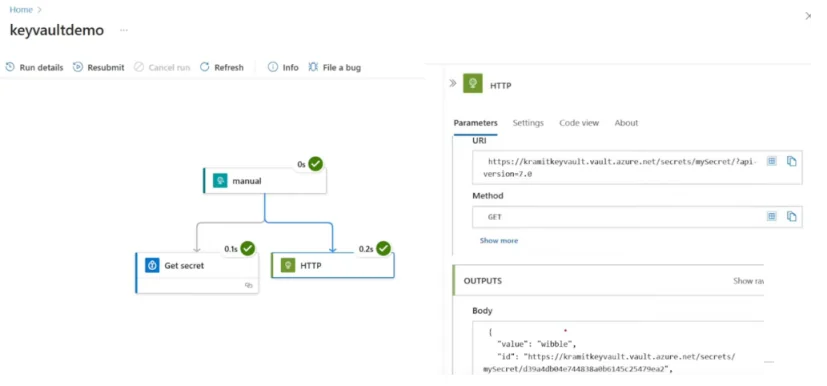 Home >
keyvaultdemo ...
Run details Resubmit Cancel run Refresh Info File a bug
0s
manual
0.1s
Get secret
0.2s
HTTP
HTTP
Parameters Settings Code view About
URI
https://kramitkeyvault.vault.azure.net/secrets/mySecret/?api-
version=7.0
Method
GET
Show more
OUTPUTS Show raw
Body
{
"value": "wibble",
"id": "https://kramitkeyvault.vault.azure.net/secrets/
mySecret/d39a4db04e744838a0b6145c25479ea2",